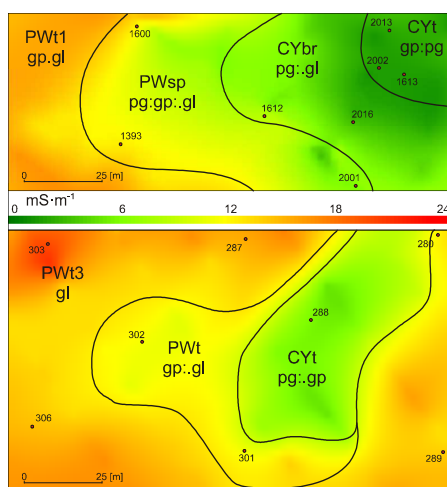 PWt1
gp.gl
1600
2013
CYt
gp:pg
CYbr
pg:.gl
PWsp
pg:gp:.gl
2002
1613
1612
2016
1393
0 25 [m]
2001
0 mS·m⁻¹ 6 12 18 24
303
287
280
PWt3
gl
288
302
PWt
gp:.gl
CYt
pg:.gp
306
301
289
0 25 [m]